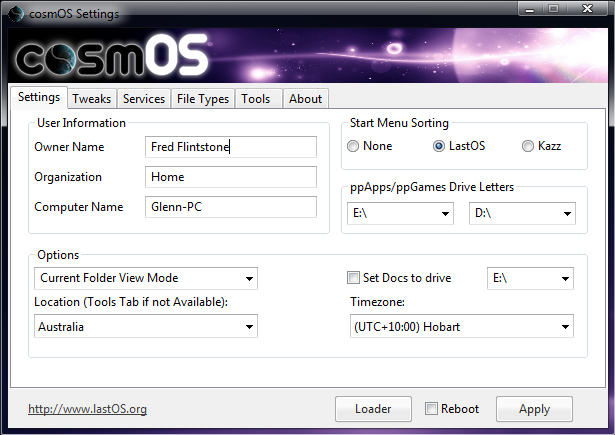 cosmOS Settings
cosmOS
Settings Tweaks Services File Types Tools About
User Information
Owner Name Fred Flintstone
Organization Home
Computer Name Glenn-PC
Start Menu Sorting
None LastOS Kazz
ppApps/ppGames Drive Letters
E:\ D:\
Options
Current Folder View Mode Set Docs to drive E:\
Location (Tools Tab if not Available): Timezone:
Australia (UTC+10:00) Hobart
http://www.lastOS.org Loader Reboot Apply